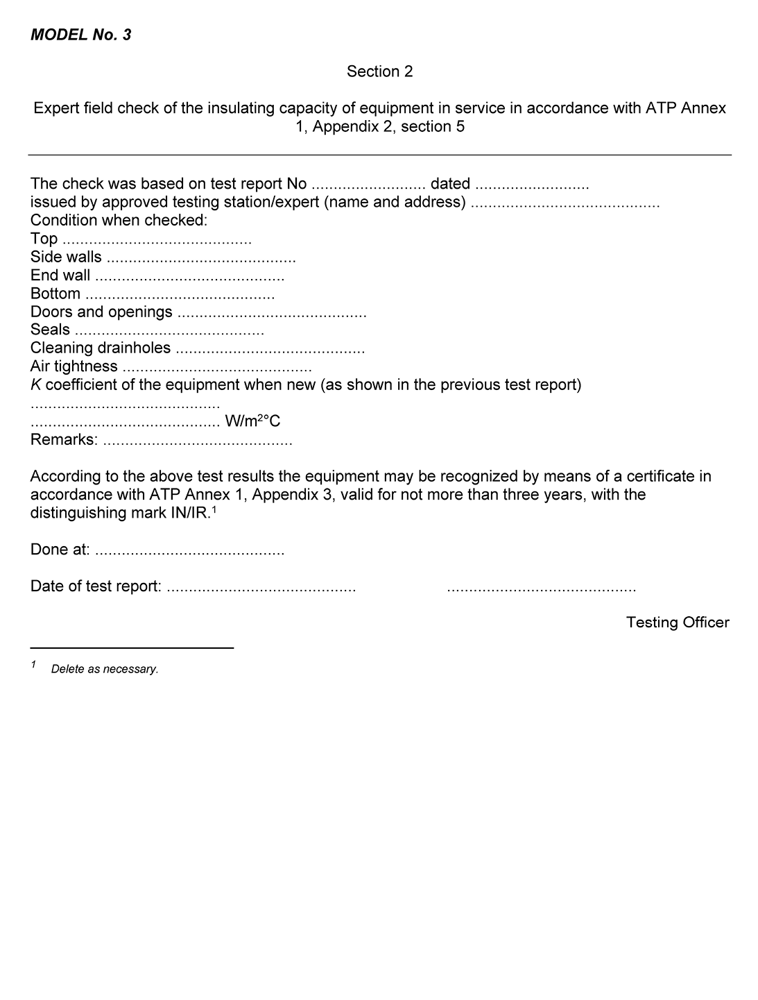 MODEL No. 3
Section 2
Expert field check of the insulating capacity of equipment in service in accordance with ATP Annex
1, Appendix 2, section 5
The check was based on test report No .......................... dated ..........................
issued by approved testing station/expert (name and address) ...........................................
Condition when checked:
Top ...........................................
Side walls ...........................................
End wall ...........................................
Bottom ...........................................
Doors and openings ...........................................
Seals ...........................................
Cleaning drainholes ...........................................
Air tightness ...........................................
K coefficient of the equipment when new (as shown in the previous test report)
...........................................
........................................... W/m²°C
Remarks: ...........................................
According to the above test results the equipment may be recognized by means of a certificate in
accordance with ATP Annex 1, Appendix 3, valid for not more than three years, with the
distinguishing mark IN/IR.¹
Done at: ...........................................
Date of test report: ........................................... ...........................................
Testing Officer
¹ Delete as necessary.